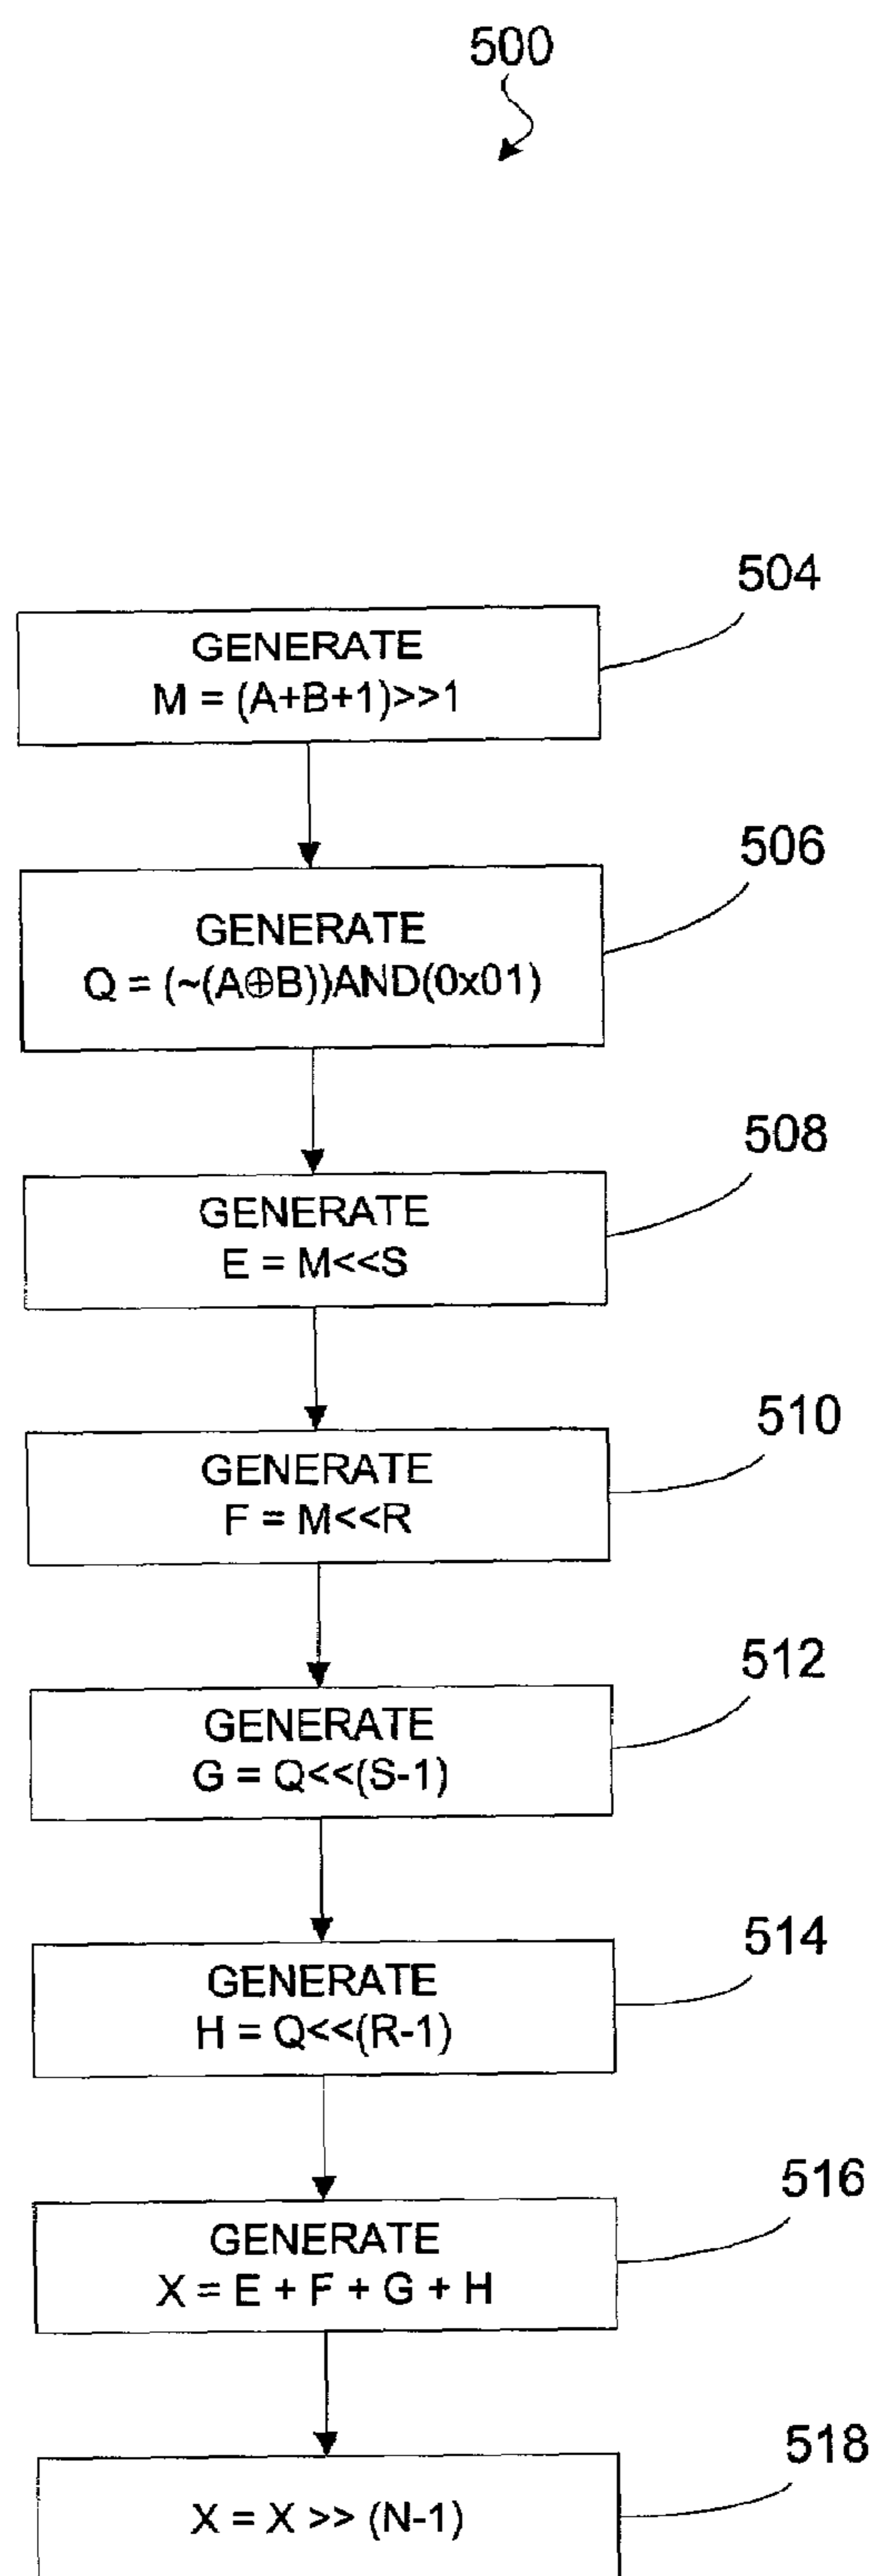 500
504
GENERATE
M = (A+B+1)>>1
506
GENERATE
Q = (~(A⊕B))AND(0x01)
508
GENERATE
E = M<<S
510
GENERATE
F = M<<R
512
GENERATE
G = Q<<(S-1)
514
GENERATE
H = Q<<(R-1)
516
GENERATE
X = E + F + G + H
518
X = X >> (N-1)